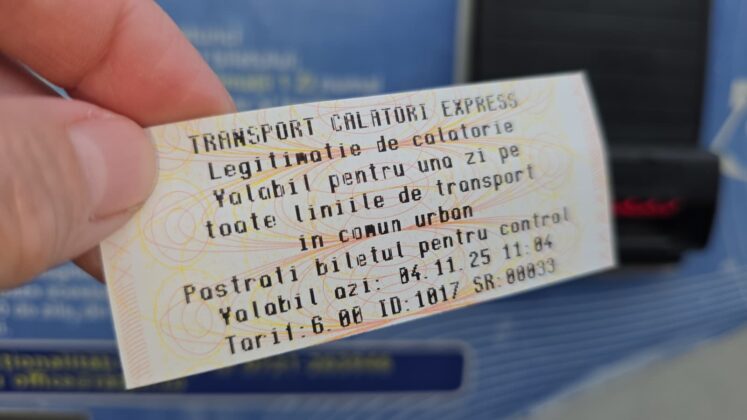 TRANSPORT CALATORI EXPRESS
Legitimatie de calatorie
Valabil pentru una zi pe
toate liniile de transport
in comun urban
Pastrati biletul pentru control
Valabil azi: 04.11.25 11:04
Tarif:6.00 ID:1017 SR:00033